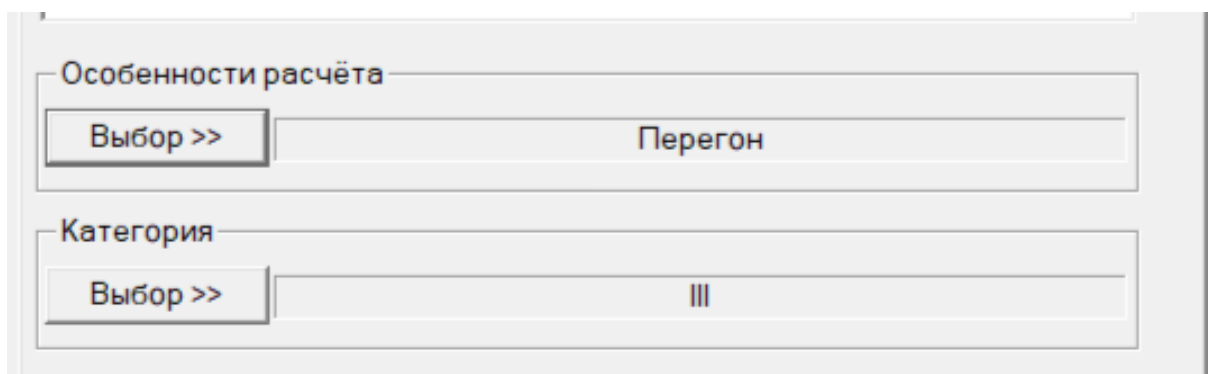 Особенности расчёта
Выбор >> Перегон
Категория
Выбор >> III